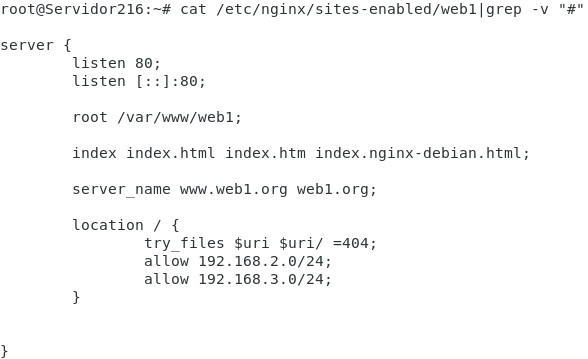 root@Servidor216:~# cat /etc/nginx/sites-enabled/web1|grep -v "#"
server {
listen 80;
listen [::]:80;
root /var/www/web1;
index index.html index.htm index.nginx-debian.html;
server_name www.web1.org web1.org;
location / {
try_files $uri $uri/ =404;
allow 192.168.2.0/24;
allow 192.168.3.0/24;
}
}